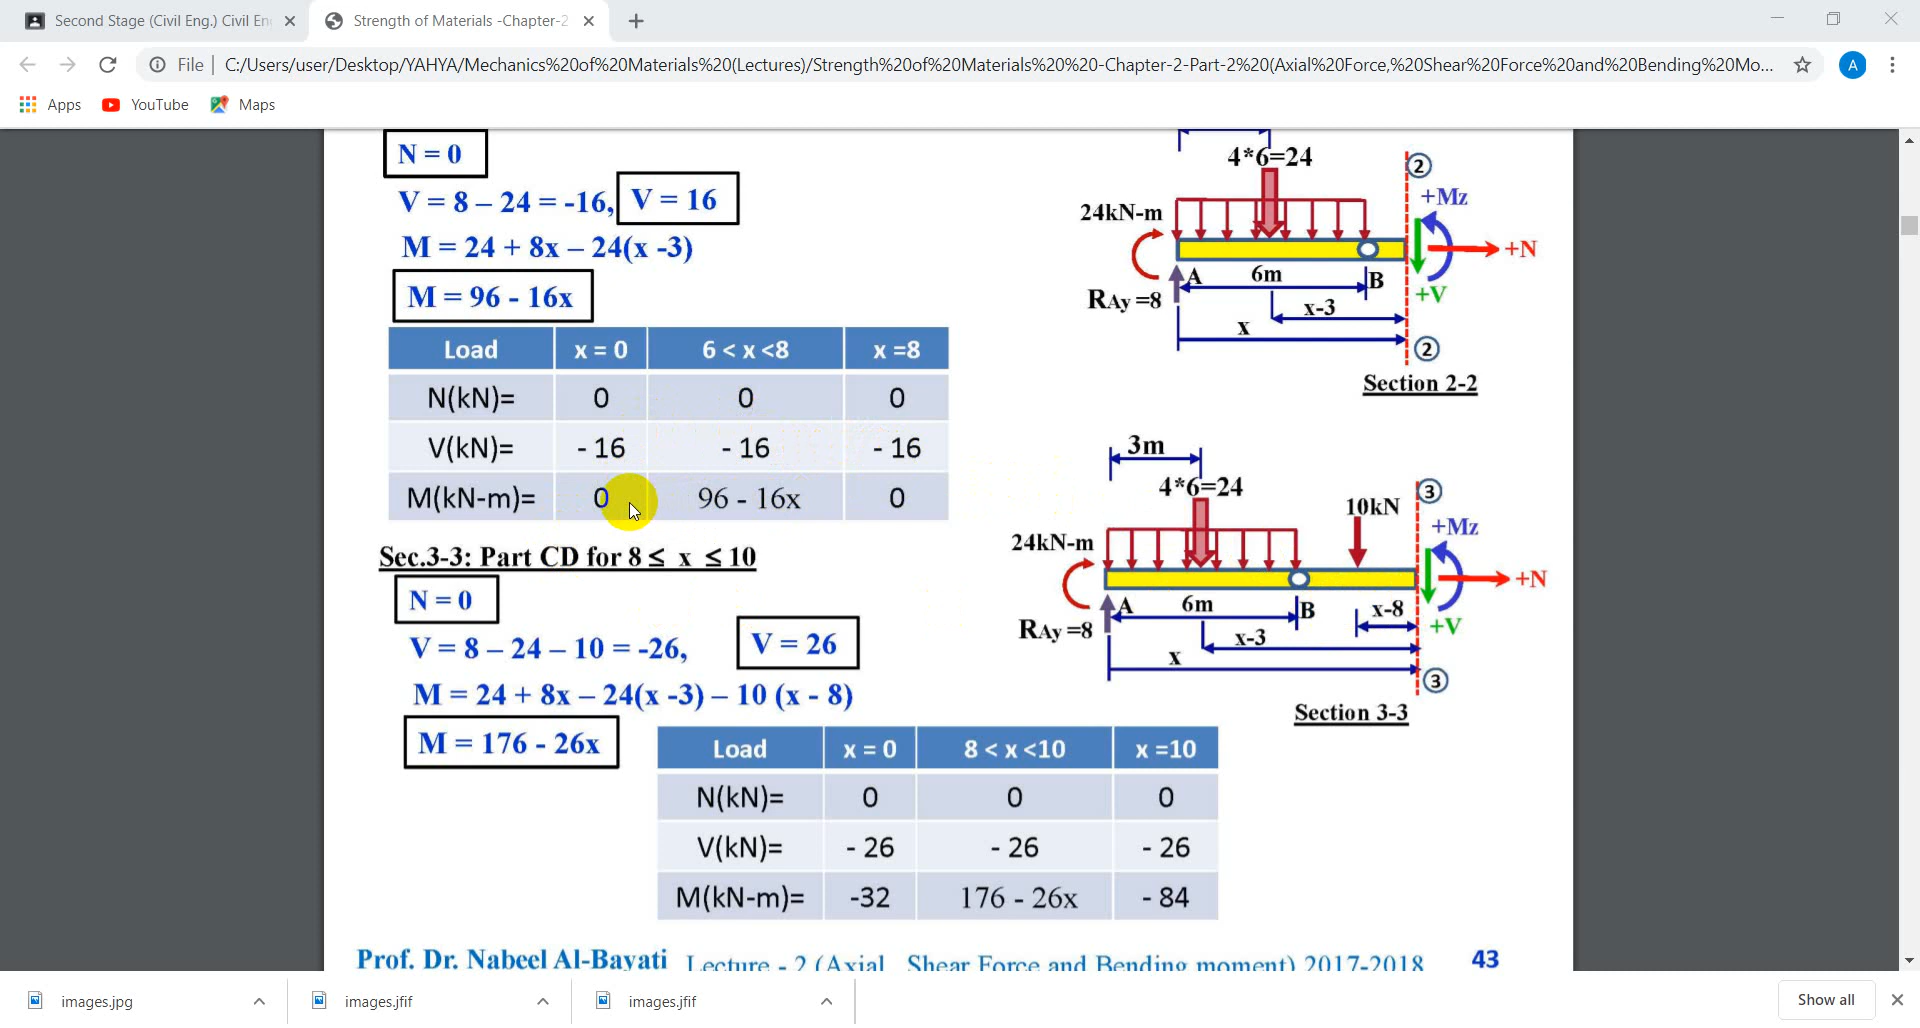 Second Stage (Civil Eng.) Civil En
Strength of Materials -Chapter-2
File
C:/Users/user/Desktop/YAHYA/Mechanics%20of%20Materials%20(Lectures)/Strength%20of%20Materials%20%20-Chapter-2-Part-2%20(Axial%20Force,%20Shear%20Force%20and%20Bending%20Mo...
A
Apps
YouTube
Maps
N = 0
V = 8 – 24 = -16, V = 16
M = 24 + 8x – 24(x -3)
M = 96 - 16x
Load x = 0 6 < x <8 x =8
N(kN)= 0 0 0
V(kN)= - 16 - 16 - 16
M(kN-m)= 0 96 - 16x 0
4*6=24
2
+Mz
24kN-m
+N
A 6m B
RAy =8
+V
x-3
x
2
Section 2-2
Sec.3-3: Part CD for 8 ≤ x ≤ 10
N = 0
V = 8 – 24 – 10 = -26, V = 26
M = 24 + 8x – 24(x -3) – 10 (x - 8)
M = 176 - 26x
3m
4*6=24
3
10kN
+Mz
24kN-m
+N
A 6m B x-8
RAy =8
+V
x-3
x
3
Section 3-3
Load x = 0 8 < x <10 x =10
N(kN)= 0 0 0
V(kN)= - 26 - 26 - 26
M(kN-m)= -32 176 - 26x - 84
Prof. Dr. Nabeel Al-Bayati Lecture - 2 (Axial , Shear Force and Bending moment) 2017-2018 43
images.jpg
images.jfif
images.jfif
Show all